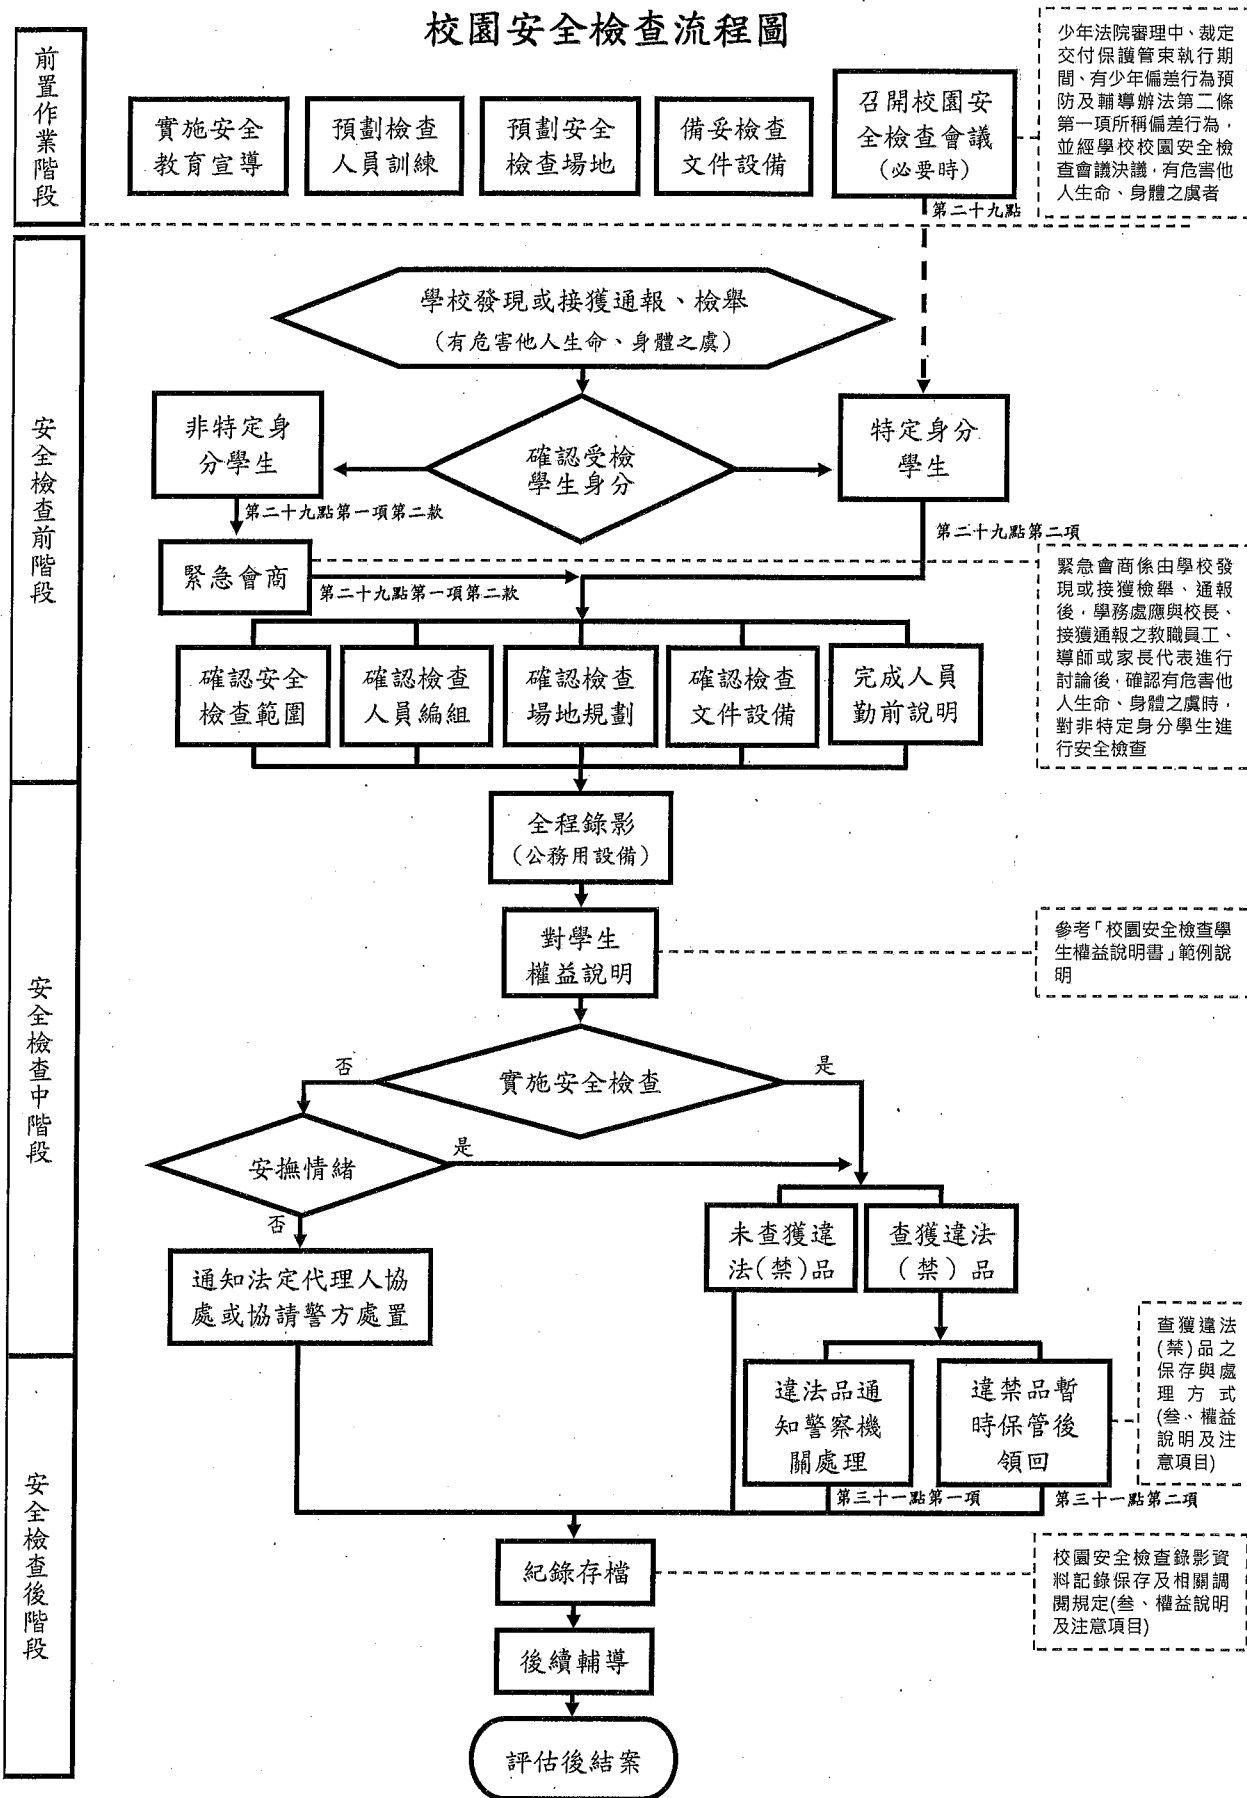 校園安全檢查流程圖
前置作業階段
實施安全
教育宣導
預劃檢查
人員訓練
預劃安全
檢查場地
備妥檢查
文件設備
召開校園安
全檢查會議
(必要時)
第二十九點
少年法院審理中、裁定
交付保護管束執行期
間、有少年偏差行為預
防及輔導辦法第二條
第一項所稱偏差行為，
並經學校校園安全檢
查會議決議，有危害他
人生命、身體之虞者
安全檢查前階段
學校發現或接獲通報、檢舉
(有危害他人生命、身體之虞)
非特定身
分學生
確認受檢
學生身分
特定身分
學生
第二十九點第一項第二款
第二十九點第二項
緊急會商
第二十九點第一項第二款
緊急會商係由學校發
現或接獲檢舉、通報
後，學務處應與校長、
接獲通報之教職員工、
導師或家長代表進行
討論後，確認有危害他
人生命、身體之虞時，
對非特定身分學生進
行安全檢查
確認安全
檢查範圍
確認檢查
人員編組
確認檢查
場地規劃
確認檢查
文件設備
完成人員
勤前說明
安全檢查中階段
全程錄影
(公務用設備)
對學生
權益說明
參考「校園安全檢查學
生權益說明書」範例說
明
實施安全檢查
否
是
安撫情緒
是
否
未查獲違
法(禁)品
查獲違法
(禁)品
通知法定代理人協
處或協請警方處置
安全檢查後階段
違法品通
知警察機
關處理
違禁品暫
時保管後
領回
查獲違法
(禁)品之
保存與處
理方式
(叁、權益
說明及注
意項目)
第三十一點第一項
第三十一點第二項
紀錄存檔
校園安全檢查錄影資
料記錄保存及相關調
閱規定(叁、權益說明
及注意項目)
後續輔導
評估後結案